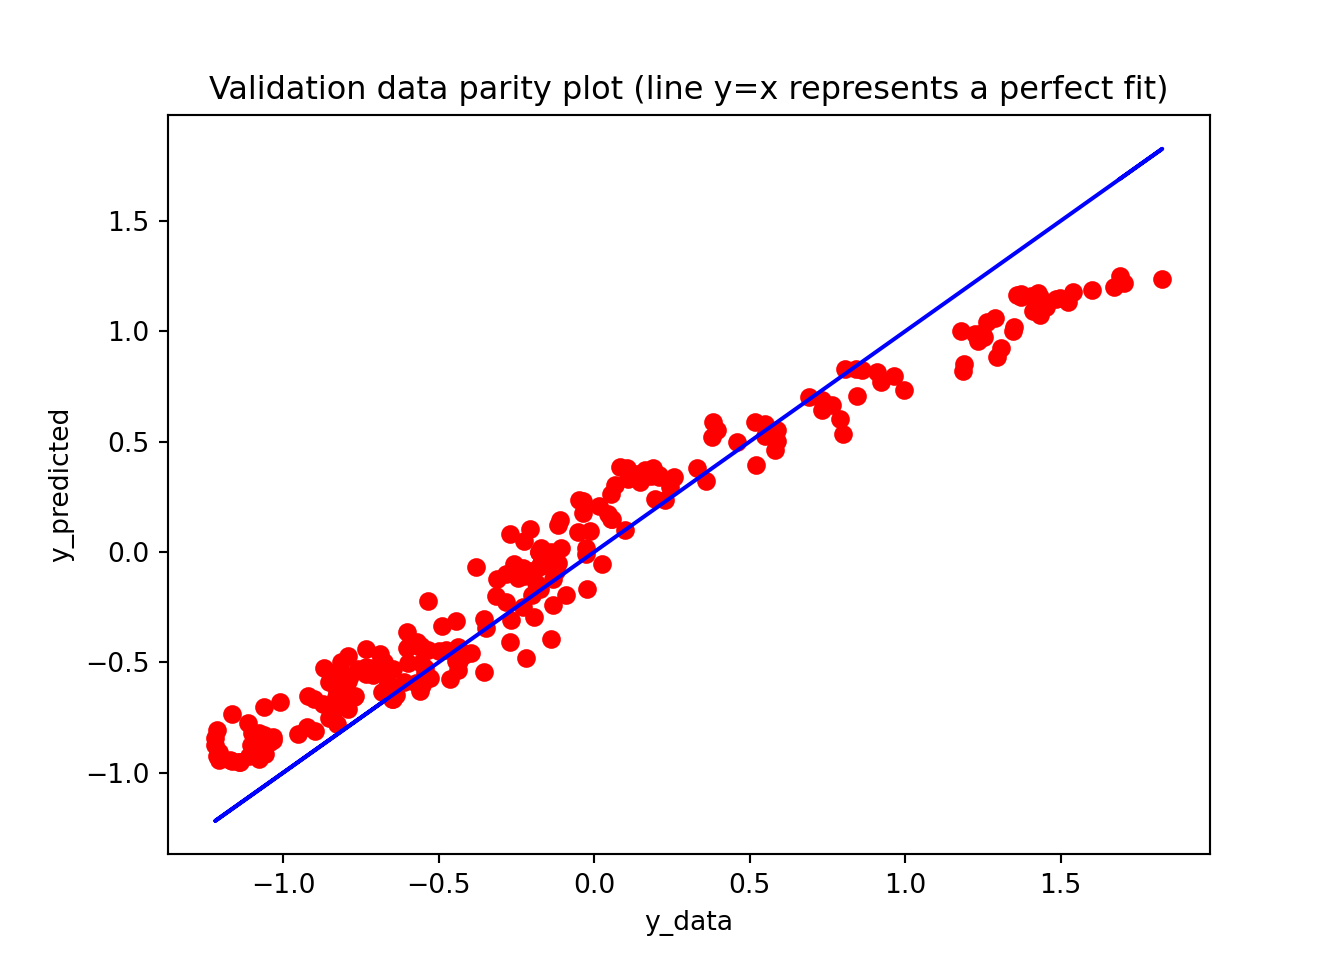 Validation data parity plot (line y=x represents a perfect fit)
1.5
1.0
0.5
0.0
−0.5
−1.0
y_predicted
−1.0 −0.5 0.0 0.5 1.0 1.5
y_data